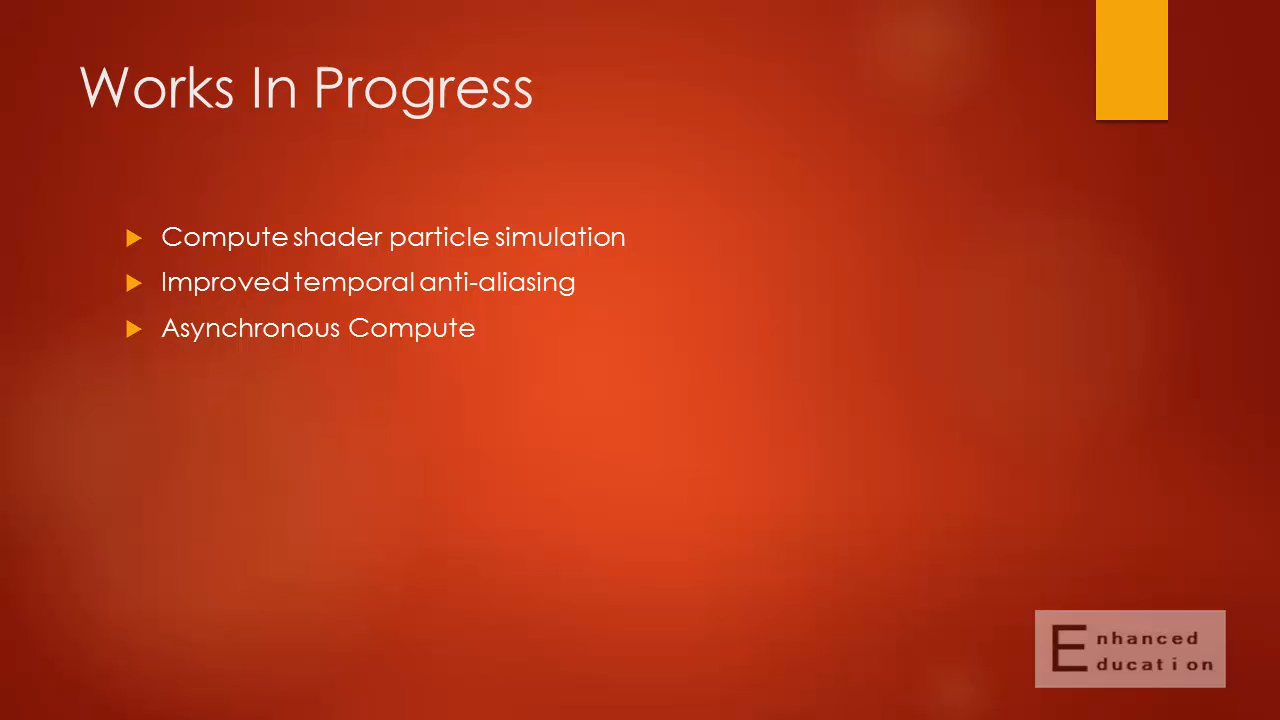 Works In Progress
Compute shader particle simulation
Improved temporal anti-aliasing
Asynchronous Compute
Enhanced
Education